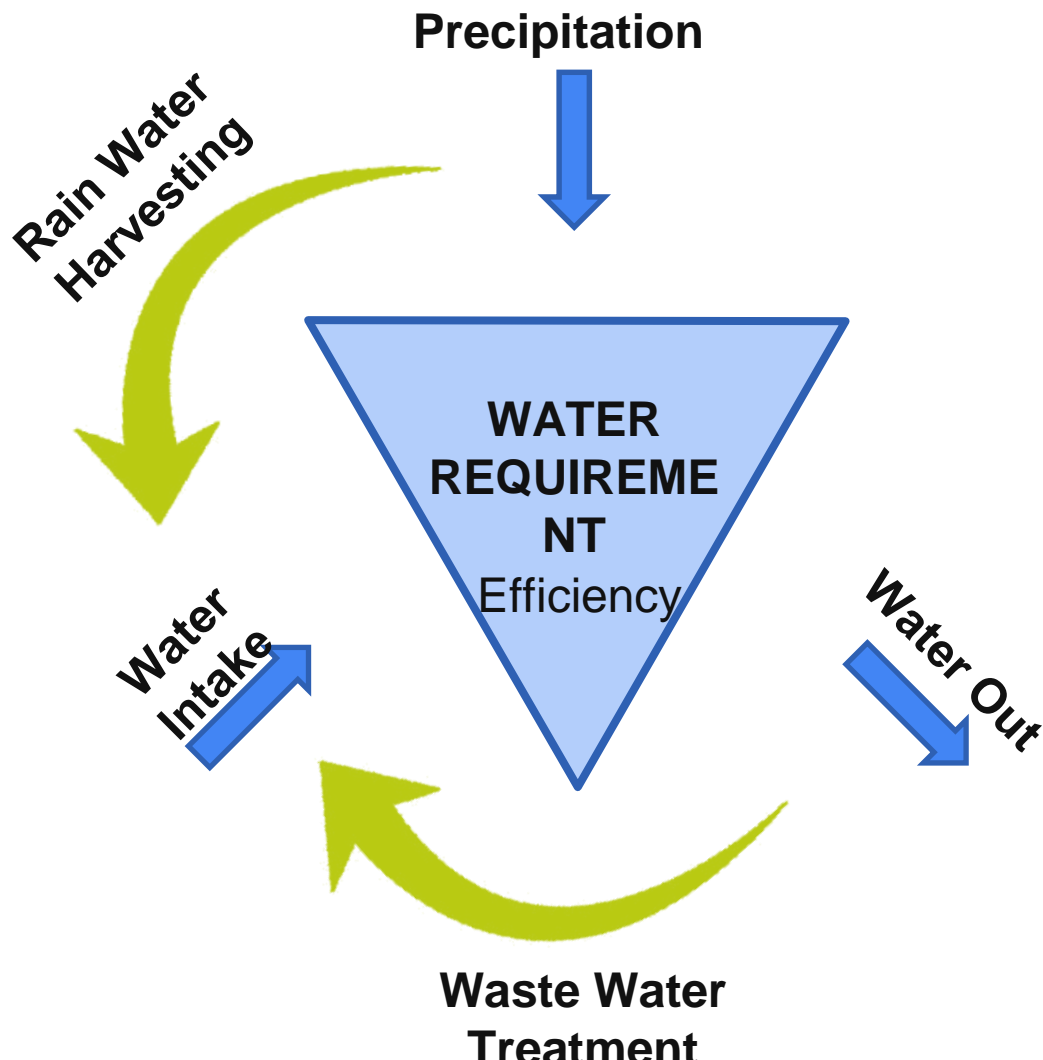 Precipitation
Rain Water
Harvesting
WATER
REQUIREME
NT
Efficiency
Water
Intake
Water Out
Waste Water
Treatment